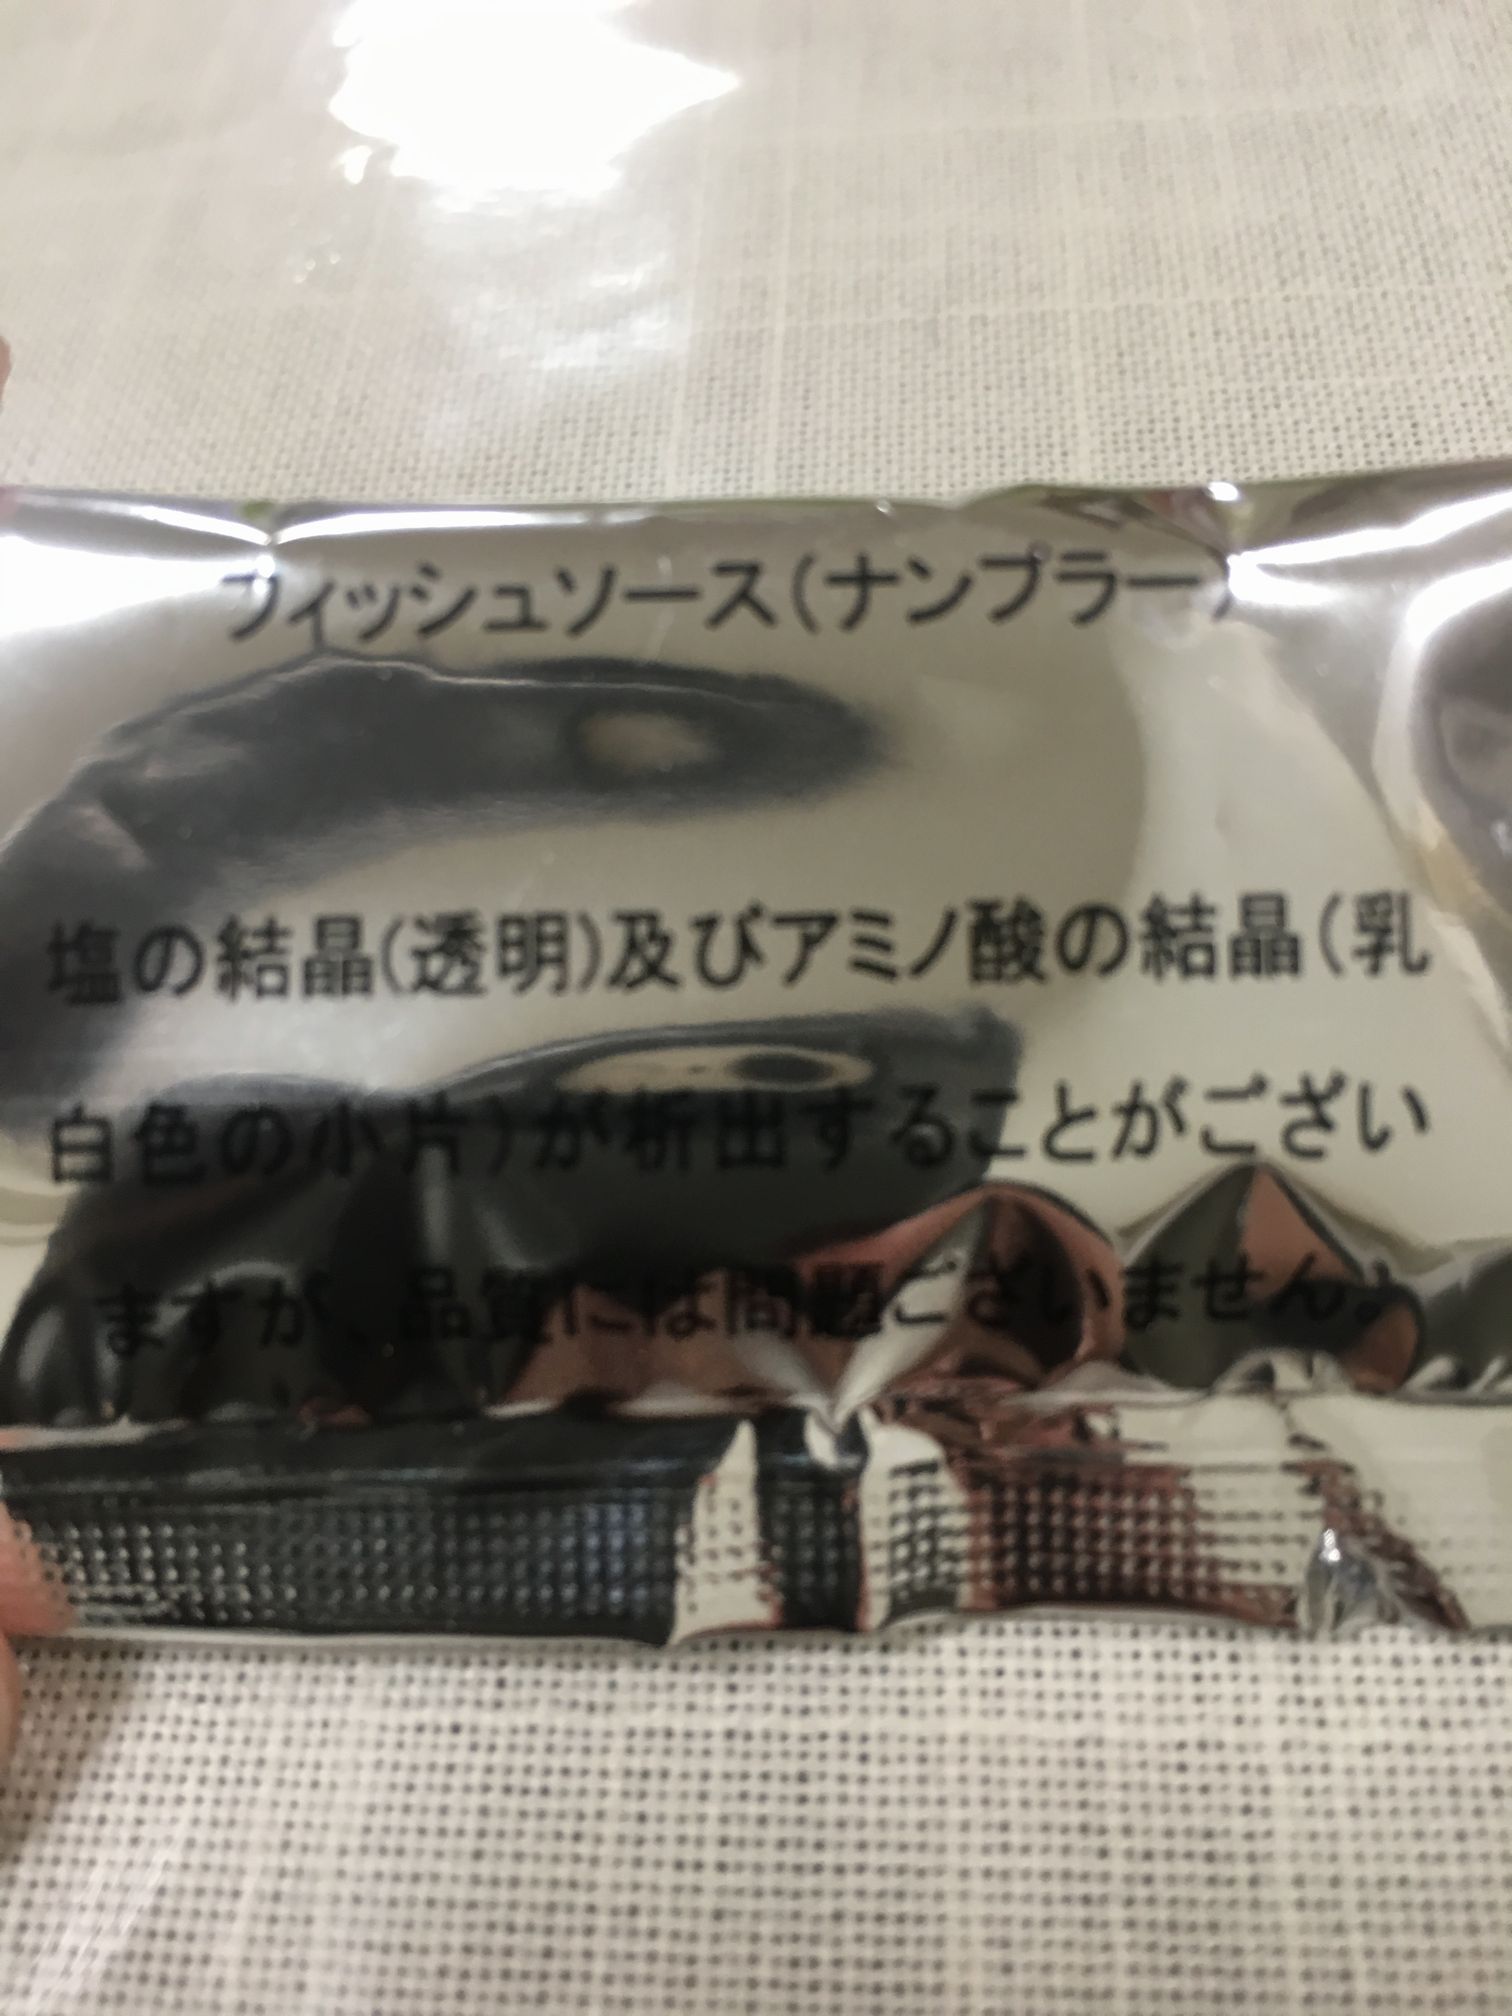 フィッシュソース(ナンプラー)
塩の結晶(透明)及びアミノ酸の結晶(乳
白色の小片)が析出することがござい
ますが、品質には問題ございません。